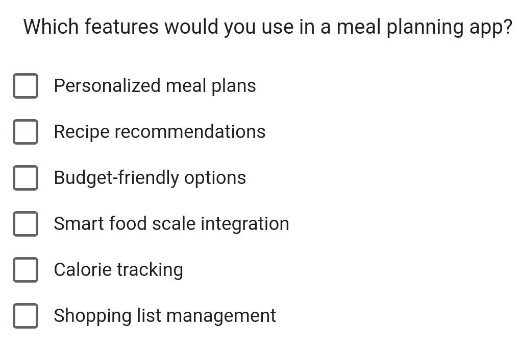 Which features would you use in a meal planning app?
Personalized meal plans
Recipe recommendations
Budget-friendly options
Smart food scale integration
Calorie tracking
Shopping list management